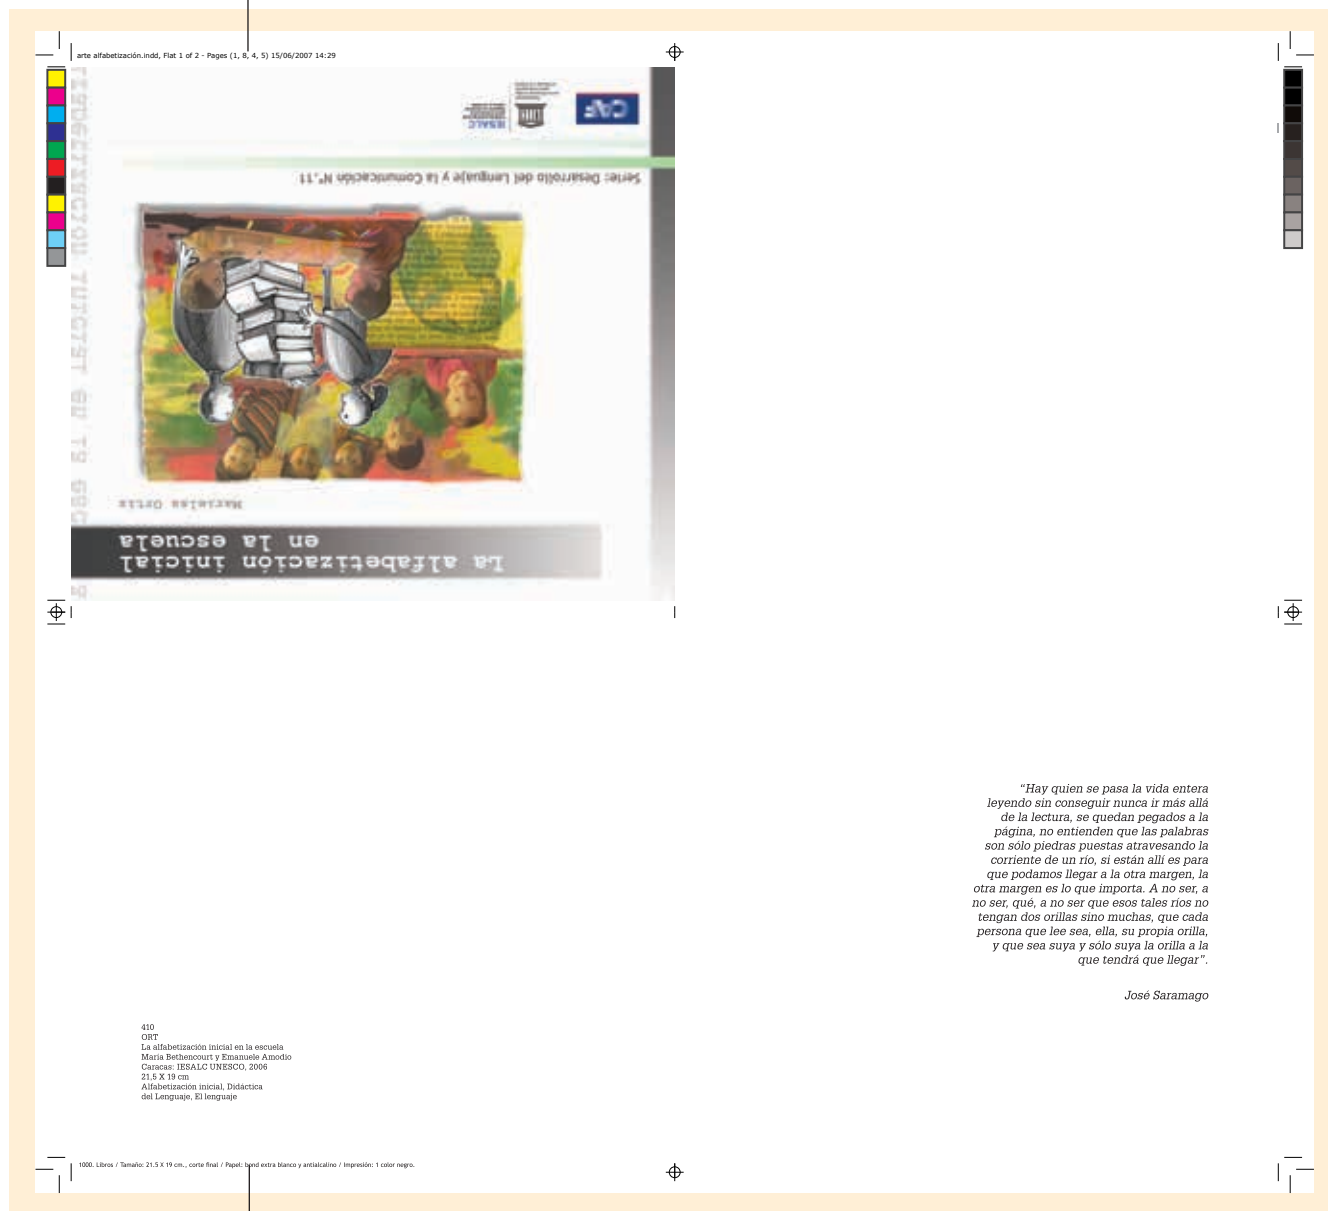 arte alfabetización.indd, Flat 1 of 2 - Pages (1, 8, 4, 5) 15/06/2007 14:29
La alfabetización inicial
en la escuela
Marielsa Ortiz
Serie: Desarrollo del Lenguaje y la Comunicación Nº.11
IESALC
CAF
“Hay quien se pasa la vida entera
leyendo sin conseguir nunca ir más allá
de la lectura, se quedan pegados a la
página, no entienden que las palabras
son sólo piedras puestas atravesando la
corriente de un río, si están allí es para
que podamos llegar a la otra margen, la
otra margen es lo que importa. A no ser, a
no ser, qué, a no ser que esos tales ríos no
tengan dos orillas sino muchas, que cada
persona que lee sea, ella, su propia orilla,
y que sea suya y sólo suya la orilla a la
que tendrá que llegar”.
José Saramago
410
ORT
La alfabetización inicial en la escuela
Maria Bethencourt y Emanuele Amodio
Caracas: IESALC UNESCO, 2006
21,5 X 19 cm
Alfabetización inicial, Didáctica
del Lenguaje, El lenguaje
1000. Libros / Tamaño: 21.5 X 19 cm., corte final / Papel: bond extra blanco y antialcalino / Impresión: 1 color negro.